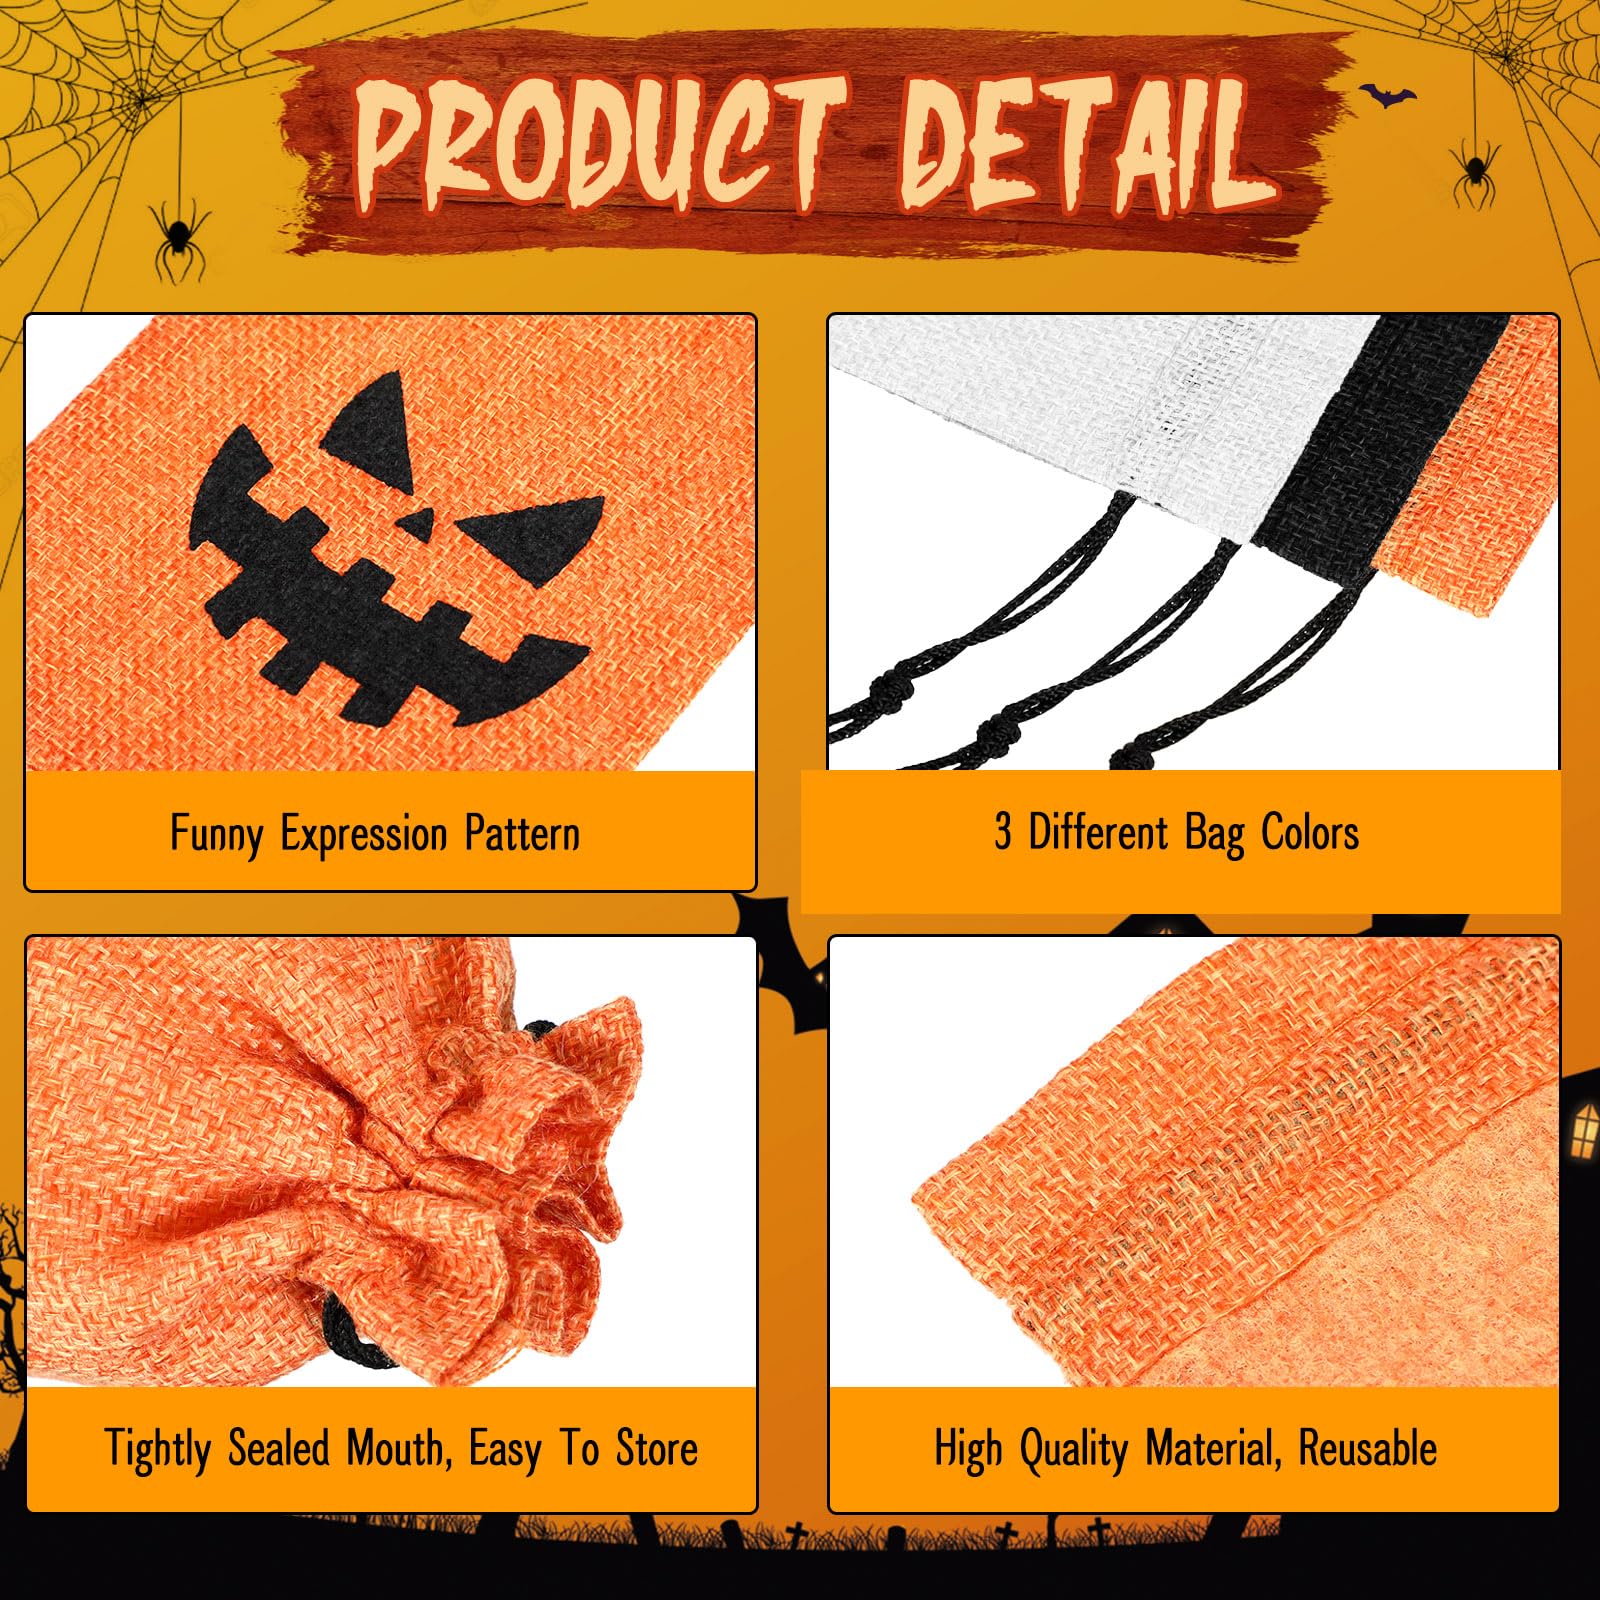 PRODUCT DETAIL
Funny Expression Pattern
3 Different Bag Colors
Tightly Sealed Mouth, Easy To Store
High Quality Material, Reusable